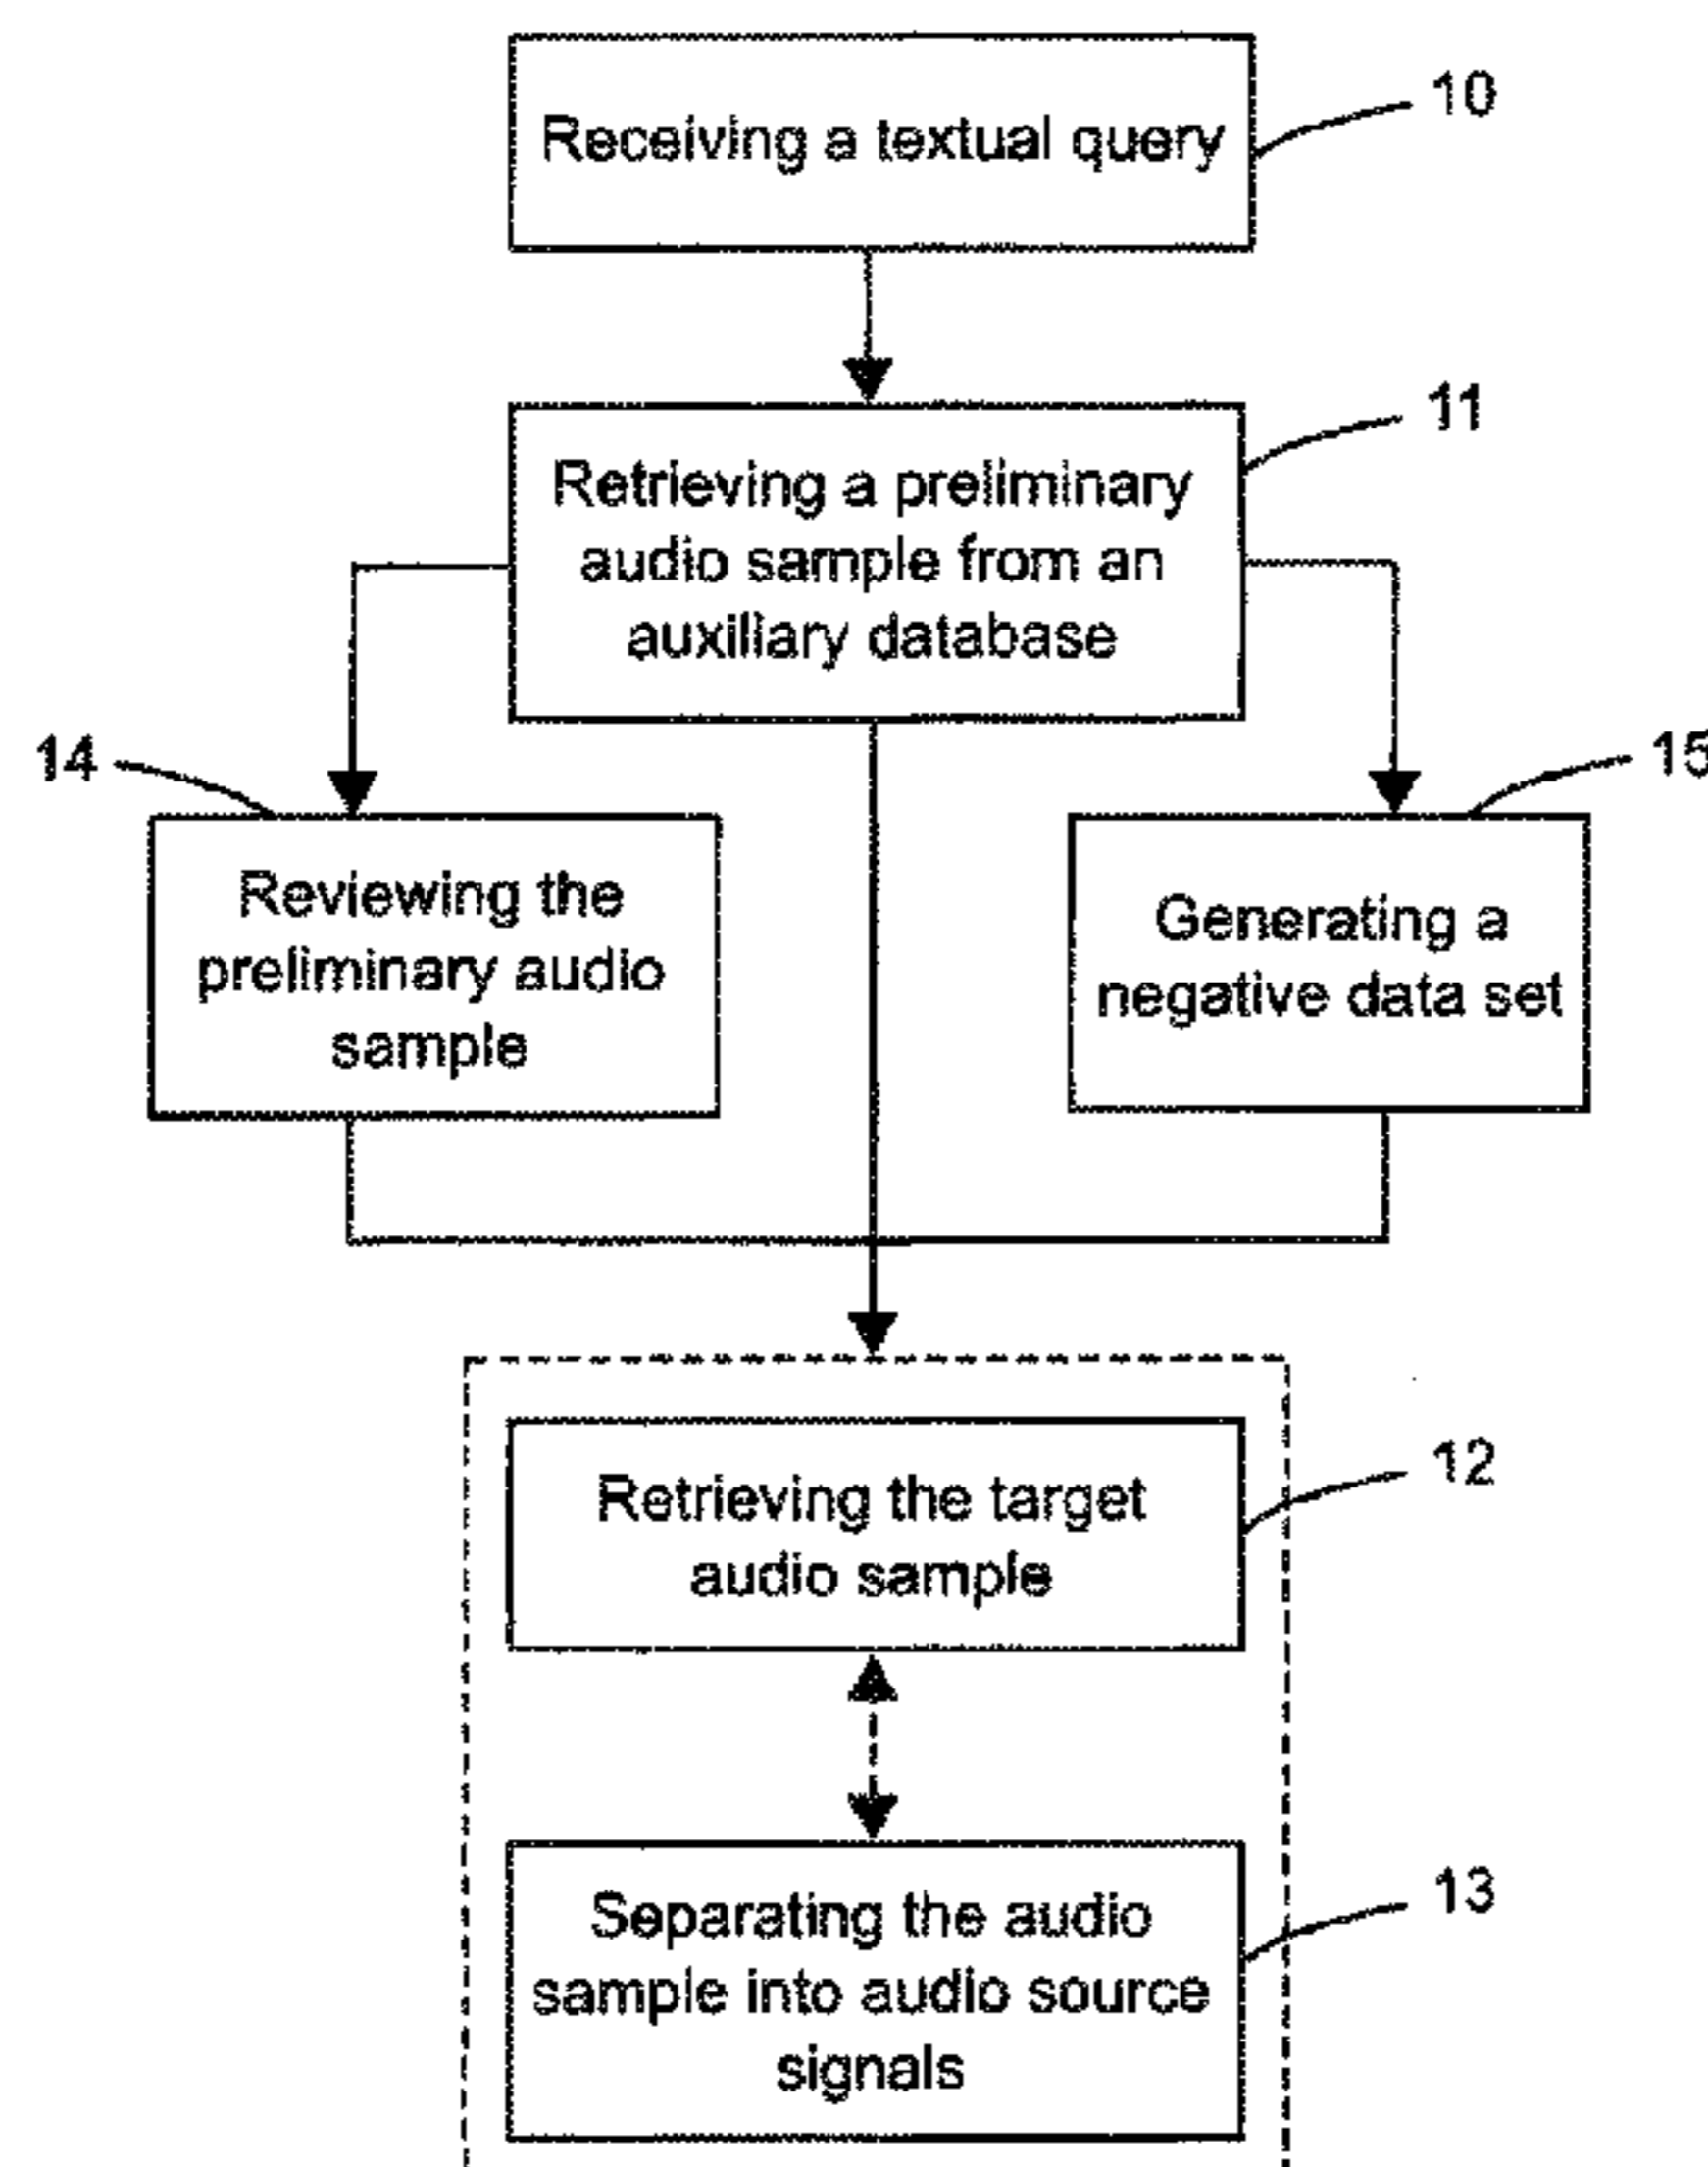 Receiving a textual query
10
11
Retrieving a preliminary
audio sample from an
auxiliary database
14
15
Reviewing the
preliminary audio
sample
Generating a
negative data set
12
Retrieving the target
audio sample
13
Separating the audio
sample into audio source
signals